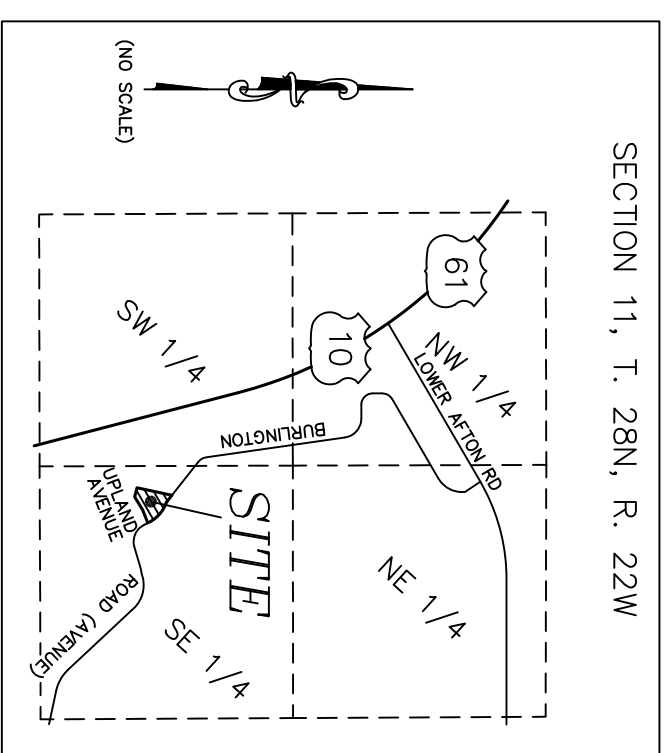 SECTION 11, T. 28N, R. 22W
(NO SCALE)
61
10
NW 1/4
LOWER AFTON RD
NE 1/4
SW 1/4
BURLINGTON
SITE
UPLAND
AVENUE
SE 1/4
ROAD (AVENUE)